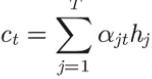 c_t = \sum_{j=1}^{T} \alpha_{jt} h_j